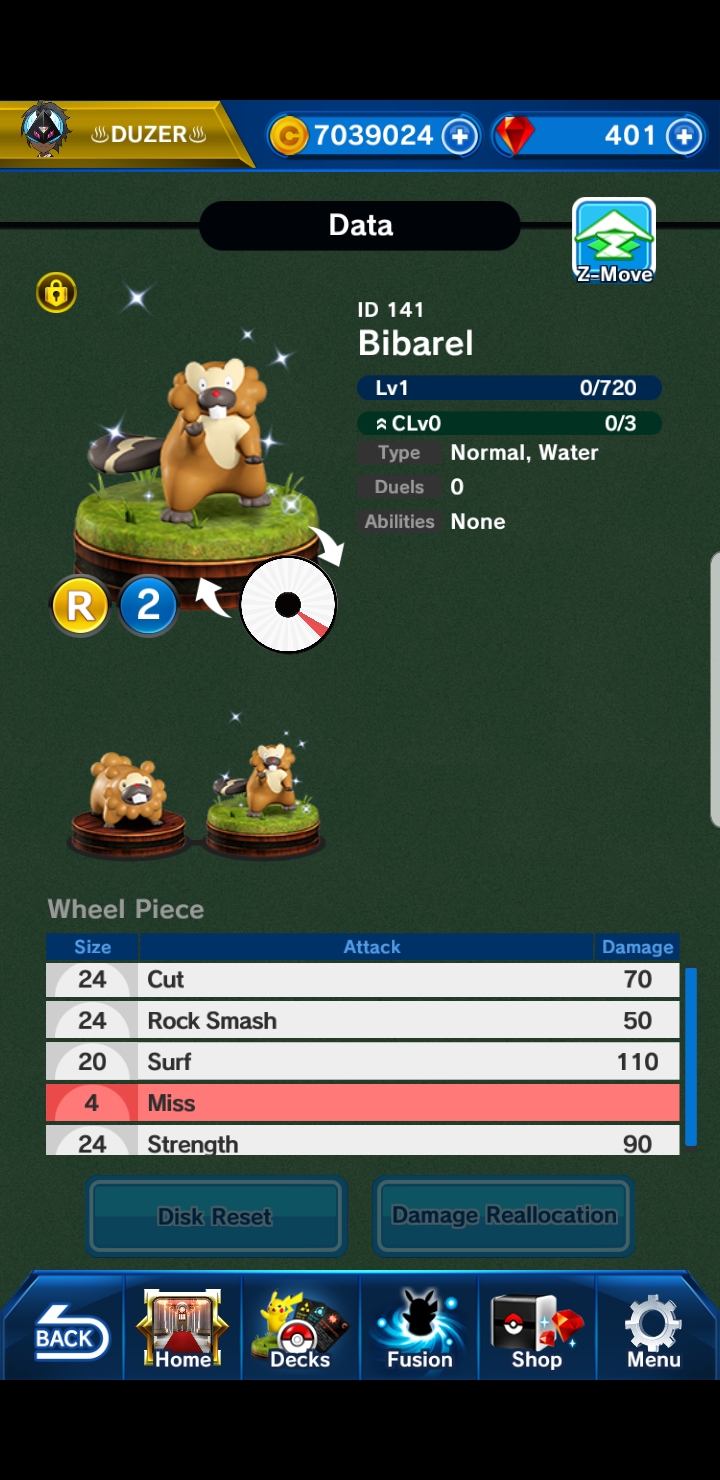 ♨DUZER♨
C 7039024 +
401 +
Data
Z-Move
ID 141
Bibarel
Lv1 0/720
CLv0 0/3
Type Normal, Water
Duels 0
Abilities None
R 2
Wheel Piece
Size Attack Damage
24 Cut 70
24 Rock Smash 50
20 Surf 110
4 Miss
24 Strength 90
Disk Reset Damage Reallocation
BACK Home Decks Fusion Shop Menu